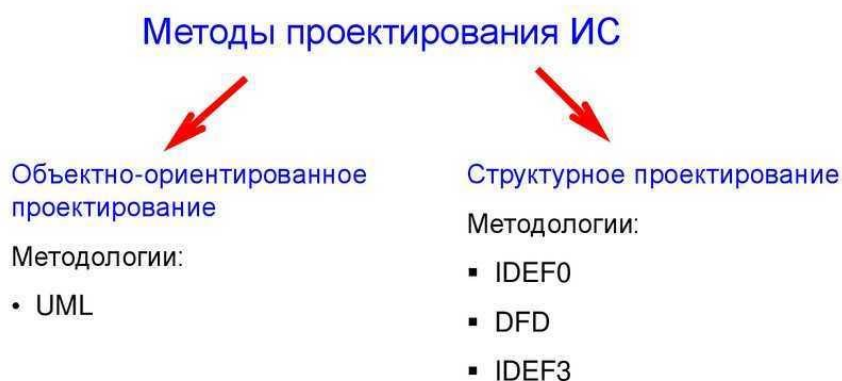 Методы проектирования ИС
Объектно-ориентированное
проектирование
Методологии:
• UML
Структурное проектирование
Методологии:
▪ IDEF0
▪ DFD
▪ IDEF3